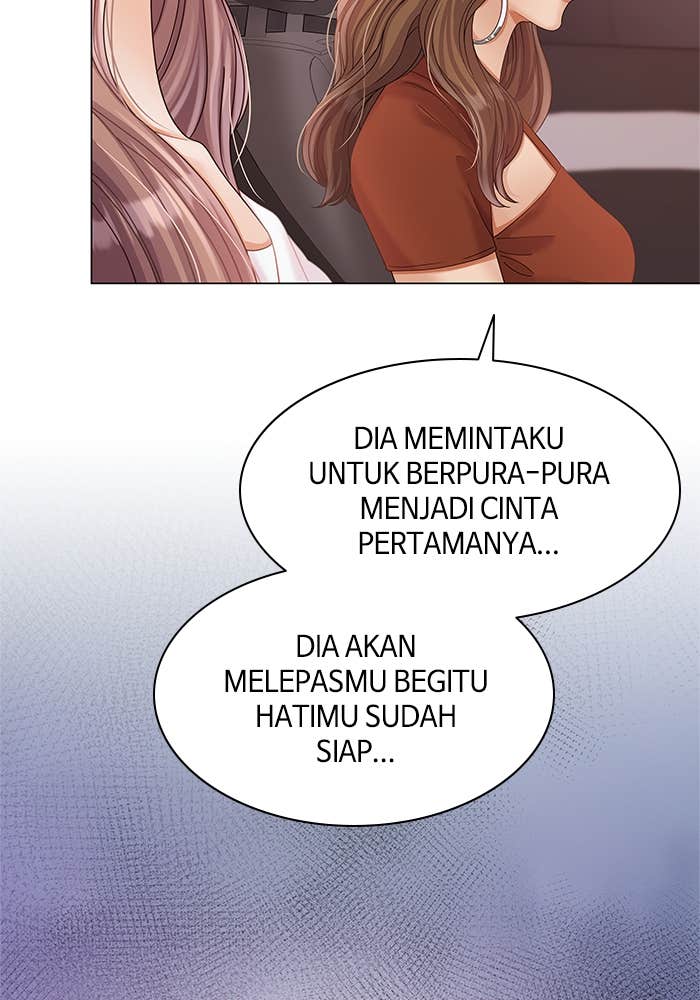 DIA MEMINTAKU
UNTUK BERPURA-PURA
MENJADI CINTA
PERTAMANYA...
DIA AKAN
MELEPASMU BEGITU
HATIMU SUDAH
SIAP...